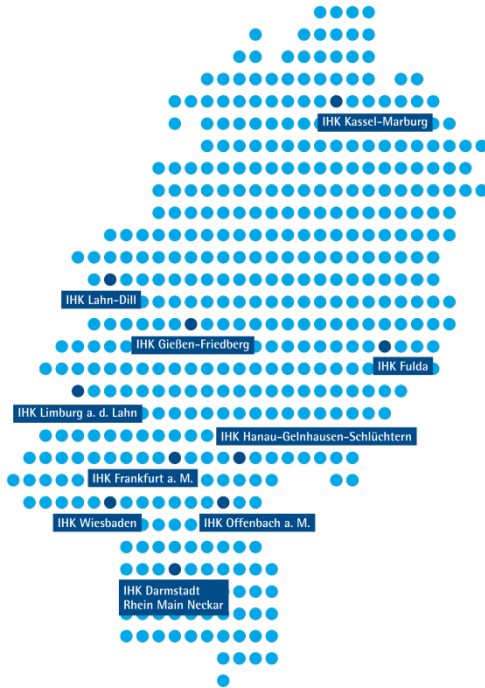 IHK Kassel-Marburg
IHK Lahn-Dill
IHK Gießen-Friedberg
IHK Fulda
IHK Limburg a. d. Lahn
IHK Hanau-Gelnhausen-Schlüchtern
IHK Frankfurt a. M.
IHK Wiesbaden
IHK Offenbach a. M.
IHK Darmstadt
Rhein Main Neckar